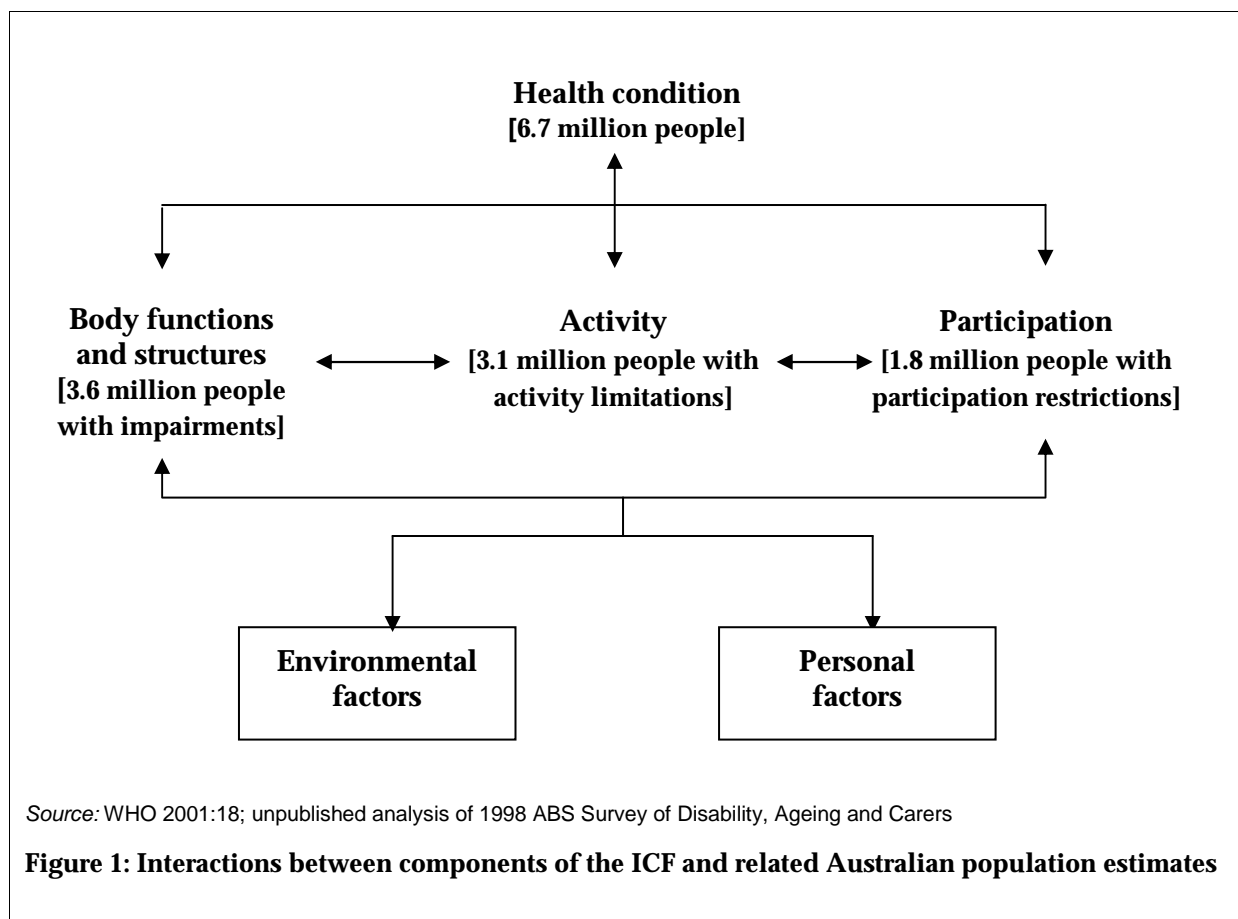 Health condition
[6.7 million people]
Body functions
and structures
[3.6 million people
with impairments]
Activity
[3.1 million people with
activity limitations]
Participation
[1.8 million people with
participation restrictions]
Environmental
factors
Personal
factors
Source: WHO 2001:18; unpublished analysis of 1998 ABS Survey of Disability, Ageing and Carers
Figure 1: Interactions between components of the ICF and related Australian population estimates